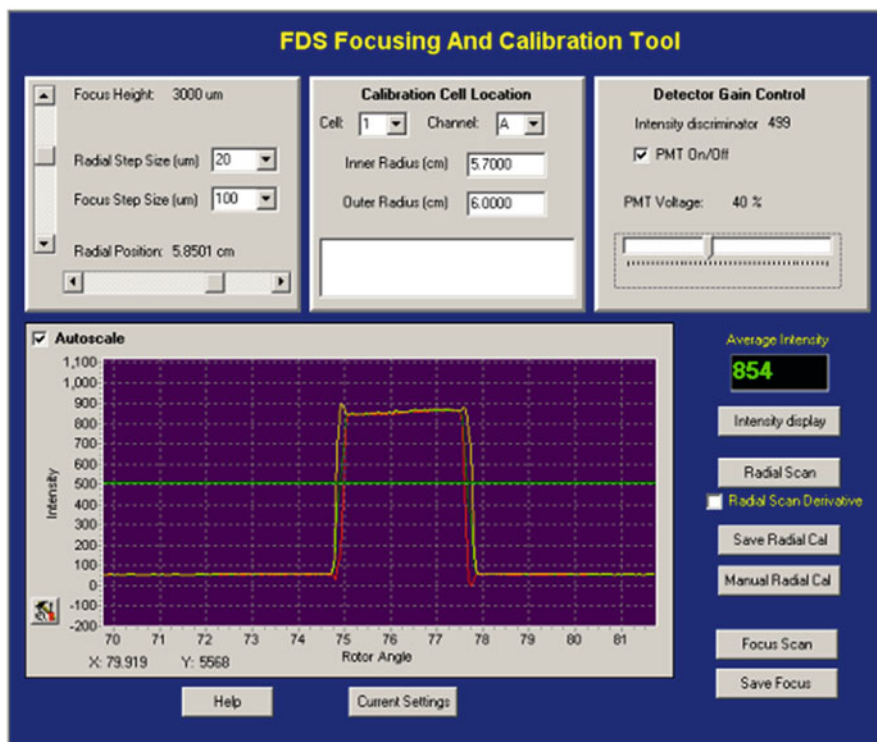 FDS Focusing And Calibration Tool
Focus Height: 3000 um
Radial Step Size (um) 20
Focus Step Size (um) 100
Radial Position: 5.8501 cm
Calibration Cell Location
Cell: 1 Channel: A
Inner Radius (cm) 5.7000
Outer Radius (cm) 6.0000
Detector Gain Control
Intensity discriminator 499
PMT On/Off
PMT Voltage: 40 %
Autoscale
1,100
1,000
900
800
700
600
500
400
300
200
100
0
-100
-200
Intensity
70 71 72 73 74 75 76 77 78 79 80 81
Rotor Angle
X: 79.919 Y: 5568
Average Intensity
854
Intensity display
Radial Scan
Radial Scan Derivative
Save Radial Cal
Manual Radial Cal
Focus Scan
Save Focus
Help
Current Settings